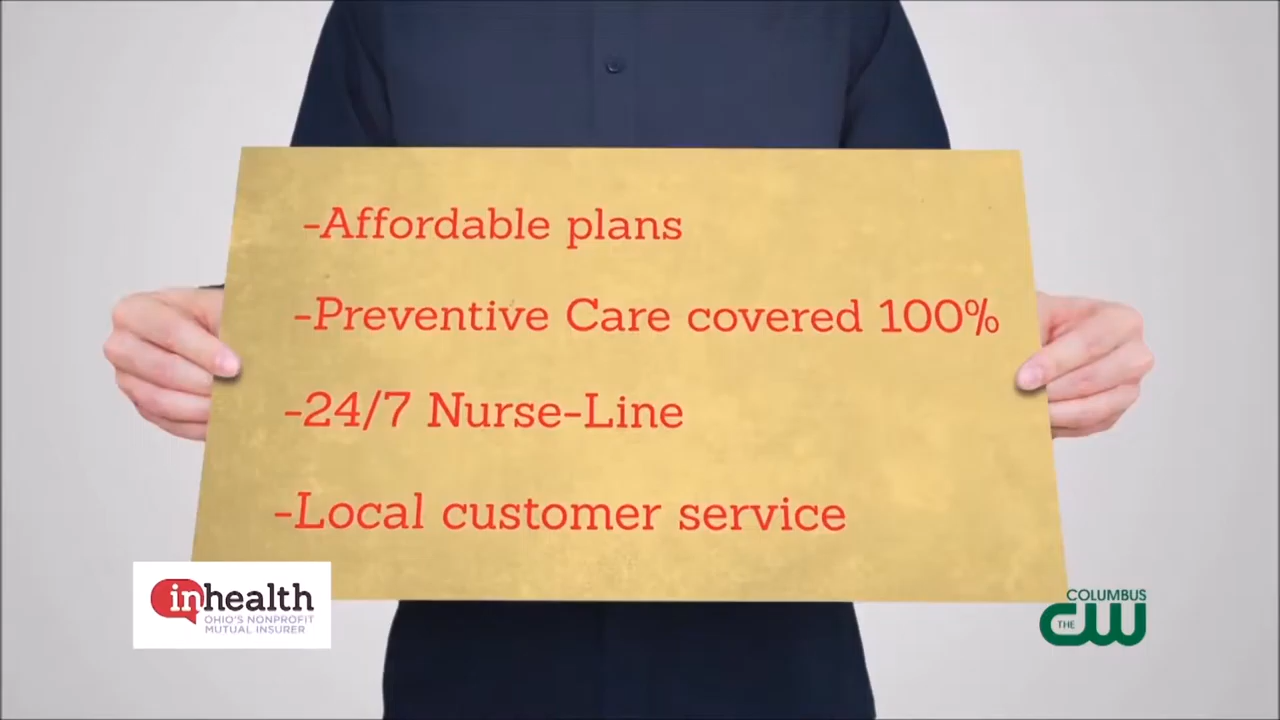 -Affordable plans
-Preventive Care covered 100%
-24/7 Nurse-Line
-Local customer service
inhealth
OHIO'S NONPROFIT
MUTUAL INSURER
COLUMBUS
THE CW